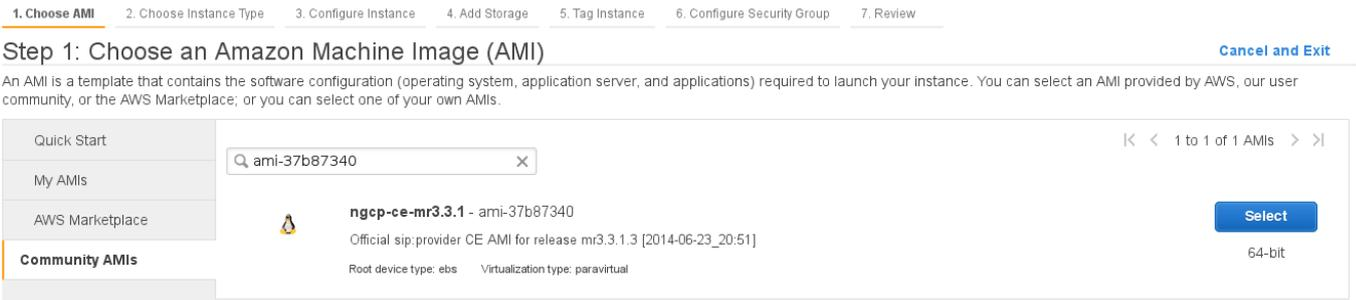 1. Choose AMI 2. Choose Instance Type 3. Configure Instance 4. Add Storage 5. Tag Instance 6. Configure Security Group 7. Review
Step 1: Choose an Amazon Machine Image (AMI)
Cancel and Exit
An AMI is a template that contains the software configuration (operating system, application server, and applications) required to launch your instance. You can select an AMI provided by AWS, our user
community, or the AWS Marketplace; or you can select one of your own AMIs.
Quick Start
My AMIs
AWS Marketplace
Community AMIs
1 to 1 of 1 AMIs
ami-37b87340
ngcp-ce-mr3.3.1 - ami-37b87340
Official sip:provider CE AMI for release mr3.3.1.3 [2014-06-23_20:51]
Root device type: ebs Virtualization type: paravirtual
Select
64-bit